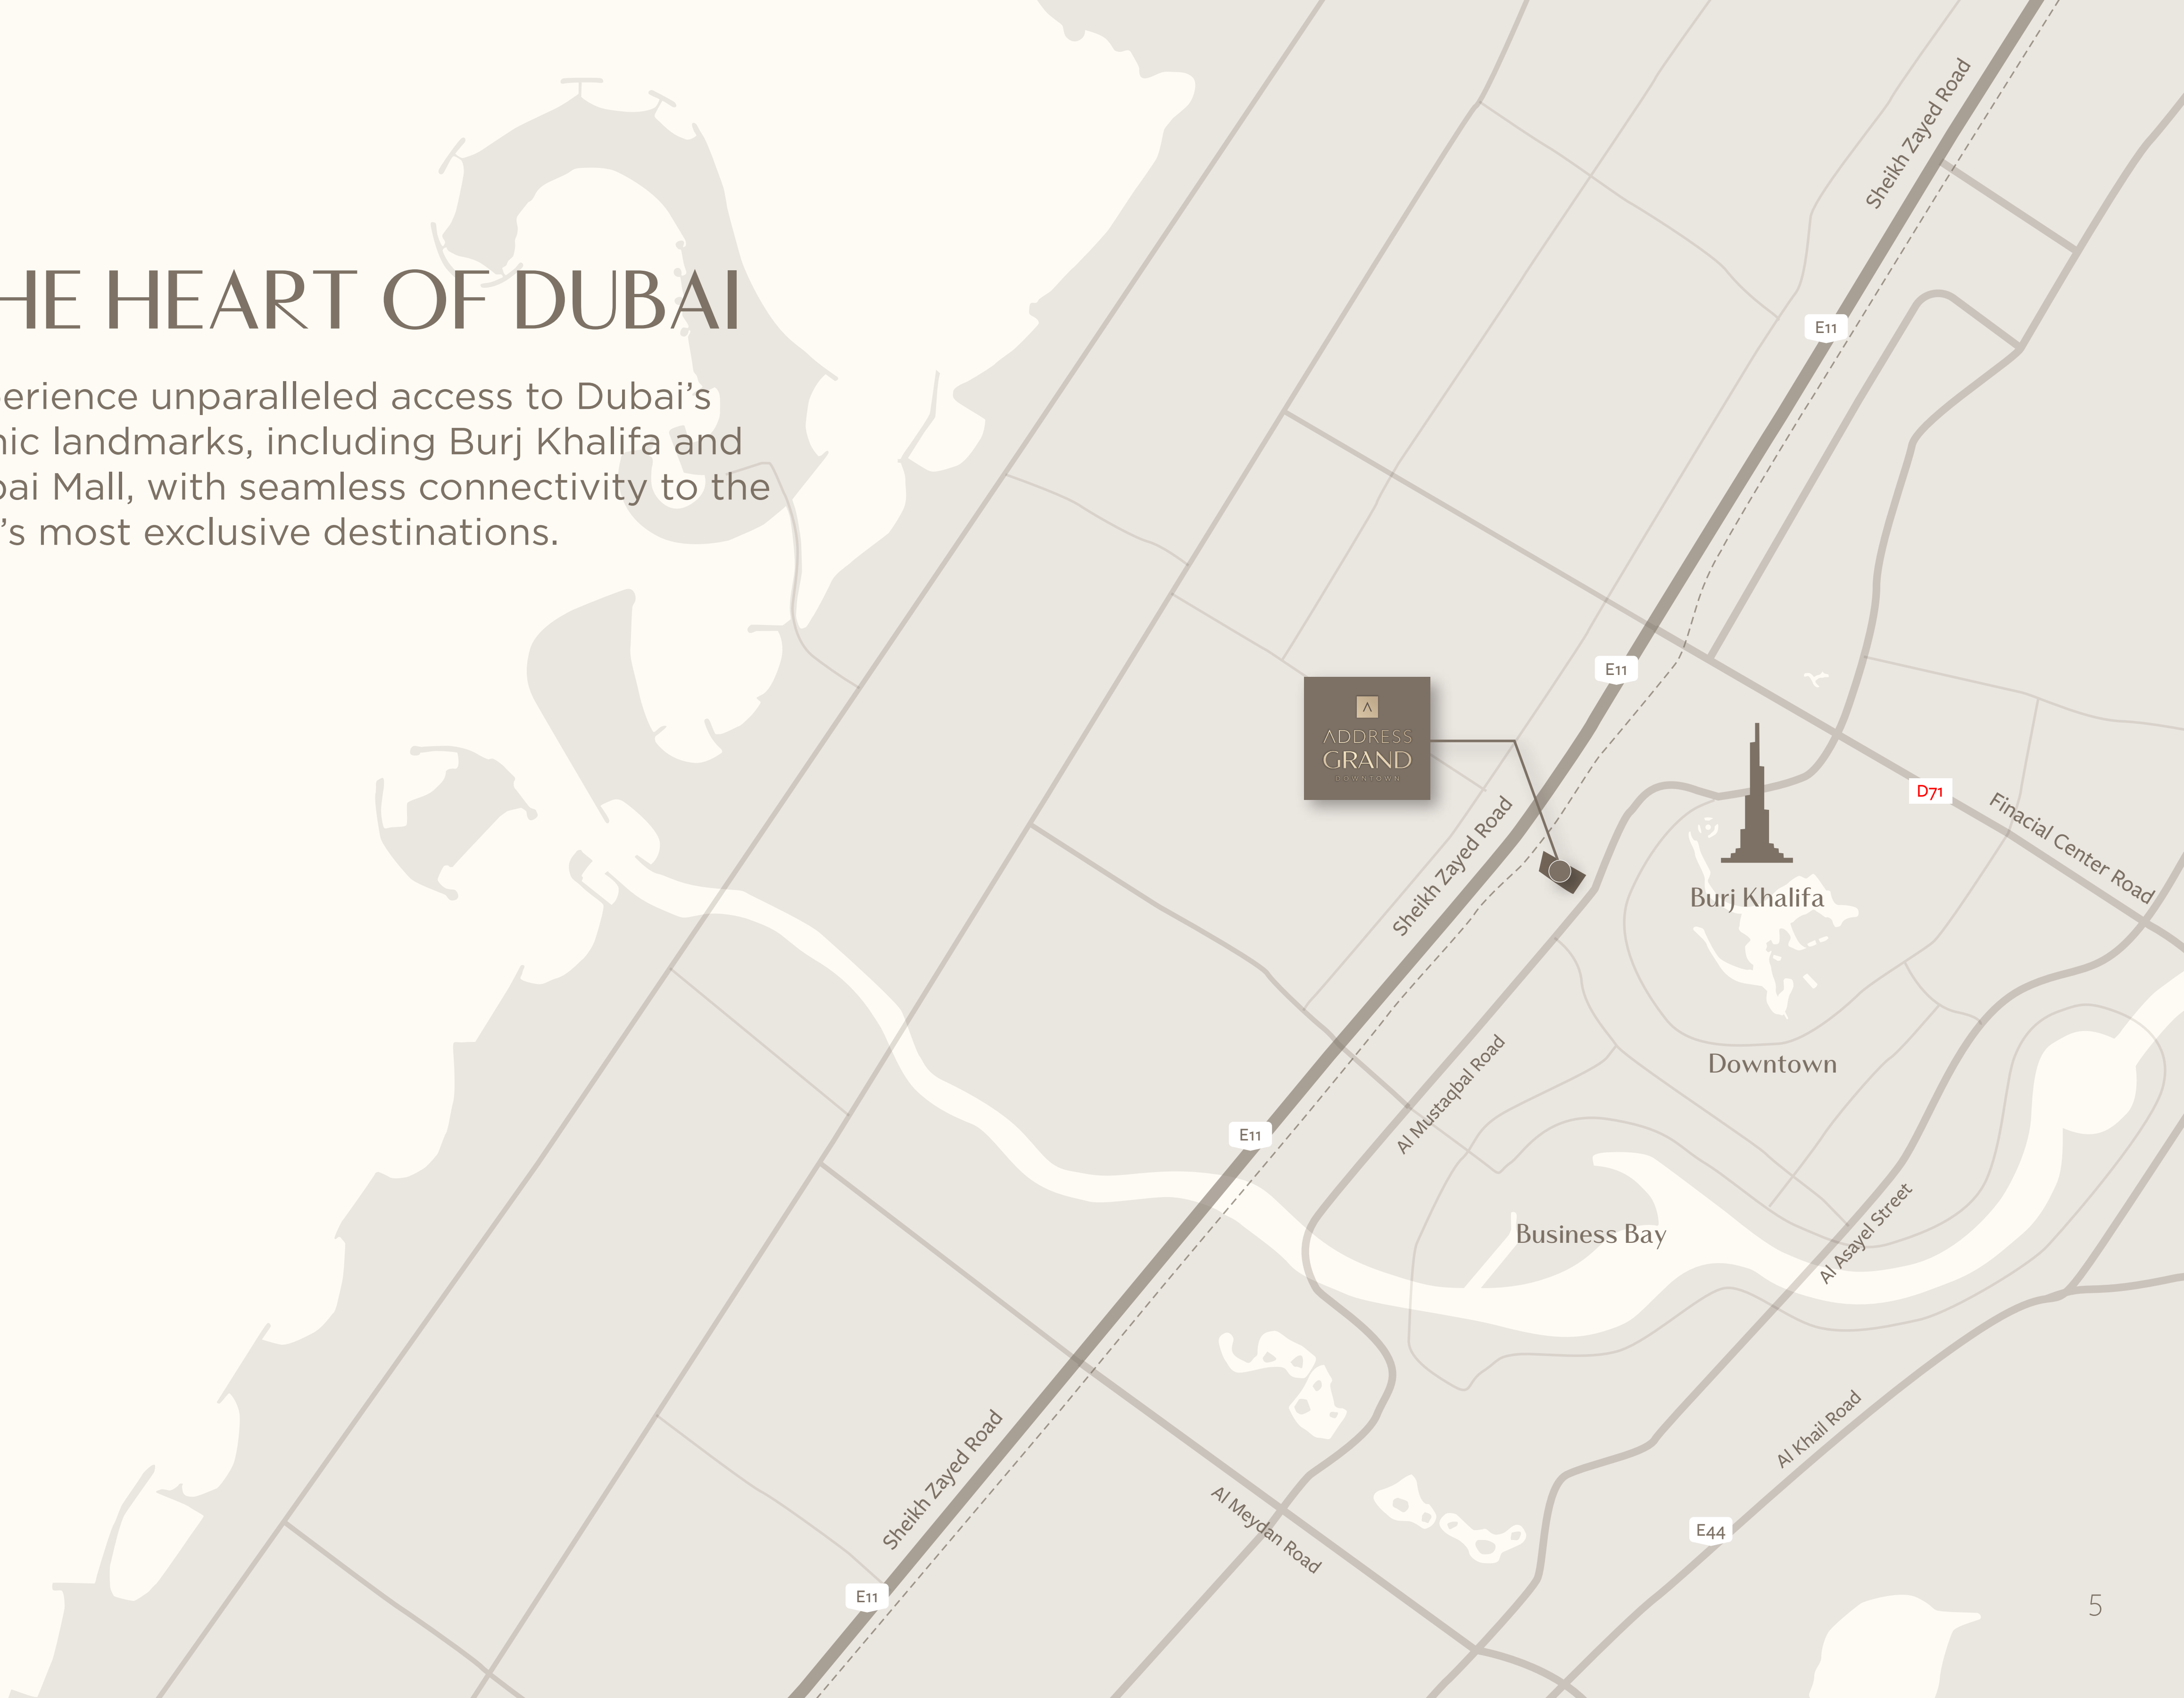 HE HEART OF DUBAI
perience unparalleled access to Dubai’s
nic landmarks, including Burj Khalifa and
bai Mall, with seamless connectivity to the
’s most exclusive destinations.
Sheikh Zayed Road
E11
E11
ADDRESS
GRAND
DOWNTOWN
D71
Finacial Center Road
Sheikh Zayed Road
Burj Khalifa
Downtown
Al Mustaqbal Road
E11
Business Bay
Al Asayel Street
Al Khail Road
Sheikh Zayed Road
Al Meydan Road
E44
E11
5